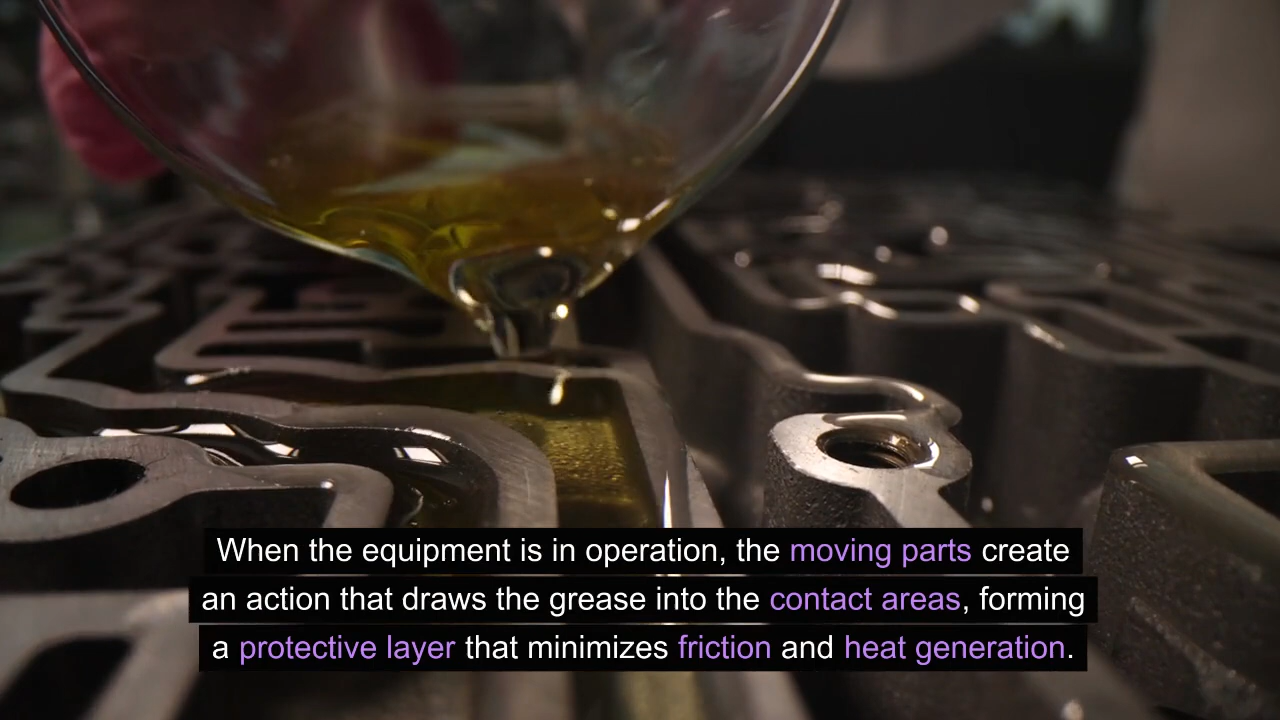 When the equipment is in operation, the moving parts create
an action that draws the grease into the contact areas, forming
a protective layer that minimizes friction and heat generation.